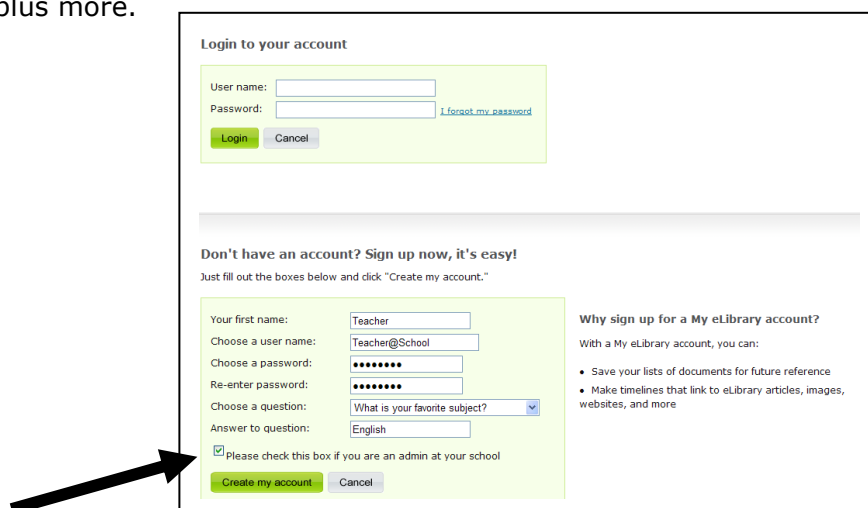 plus more.
Login to your account
User name:
Password: I forgot my password
Login Cancel
Don't have an account? Sign up now, it's easy!
Just fill out the boxes below and click "Create my account."
Your first name: Teacher
Choose a user name: Teacher@School
Choose a password: ••••••••
Re-enter password: ••••••••
Choose a question: What is your favorite subject?
Answer to question: English
Please check this box if you are an admin at your school
Create my account Cancel
Why sign up for a My eLibrary account?
With a My eLibrary account, you can:
• Save your lists of documents for future reference
• Make timelines that link to eLibrary articles, images,
websites, and more